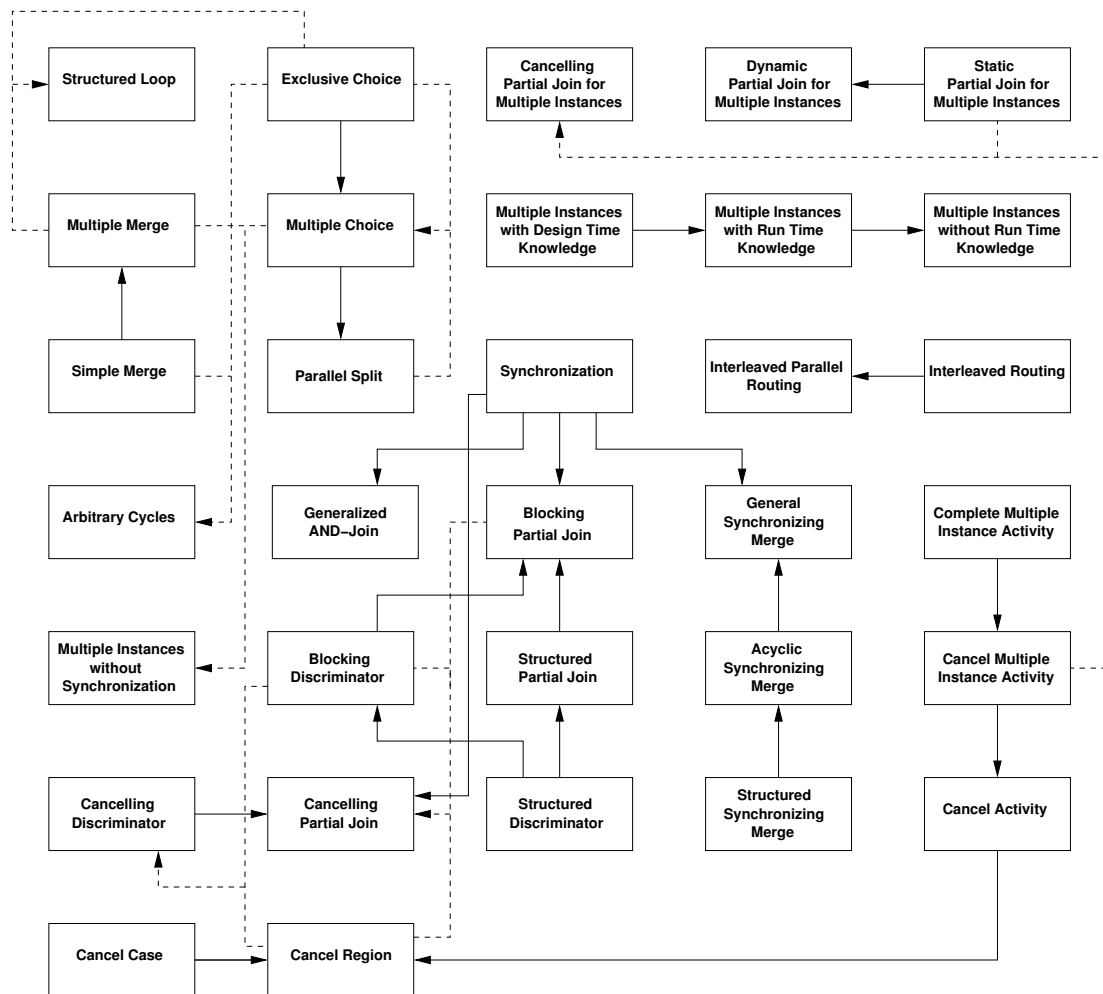 Structured Loop
Exclusive Choice
Cancelling
Partial Join for
Multiple Instances
Dynamic
Partial Join for
Multiple Instances
Static
Partial Join for
Multiple Instances
Multiple Merge
Multiple Choice
Multiple Instances
with Design Time
Knowledge
Multiple Instances
with Run Time
Knowledge
Multiple Instances
without Run Time
Knowledge
Simple Merge
Parallel Split
Synchronization
Interleaved Parallel
Routing
Interleaved Routing
Arbitrary Cycles
Generalized
AND−Join
Blocking
Partial Join
General
Synchronizing
Merge
Complete Multiple
Instance Activity
Multiple Instances
without
Synchronization
Blocking
Discriminator
Structured
Partial Join
Acyclic
Synchronizing
Merge
Cancel Multiple
Instance Activity
Cancelling
Discriminator
Cancelling
Partial Join
Structured
Discriminator
Structured
Synchronizing
Merge
Cancel Activity
Cancel Case
Cancel Region